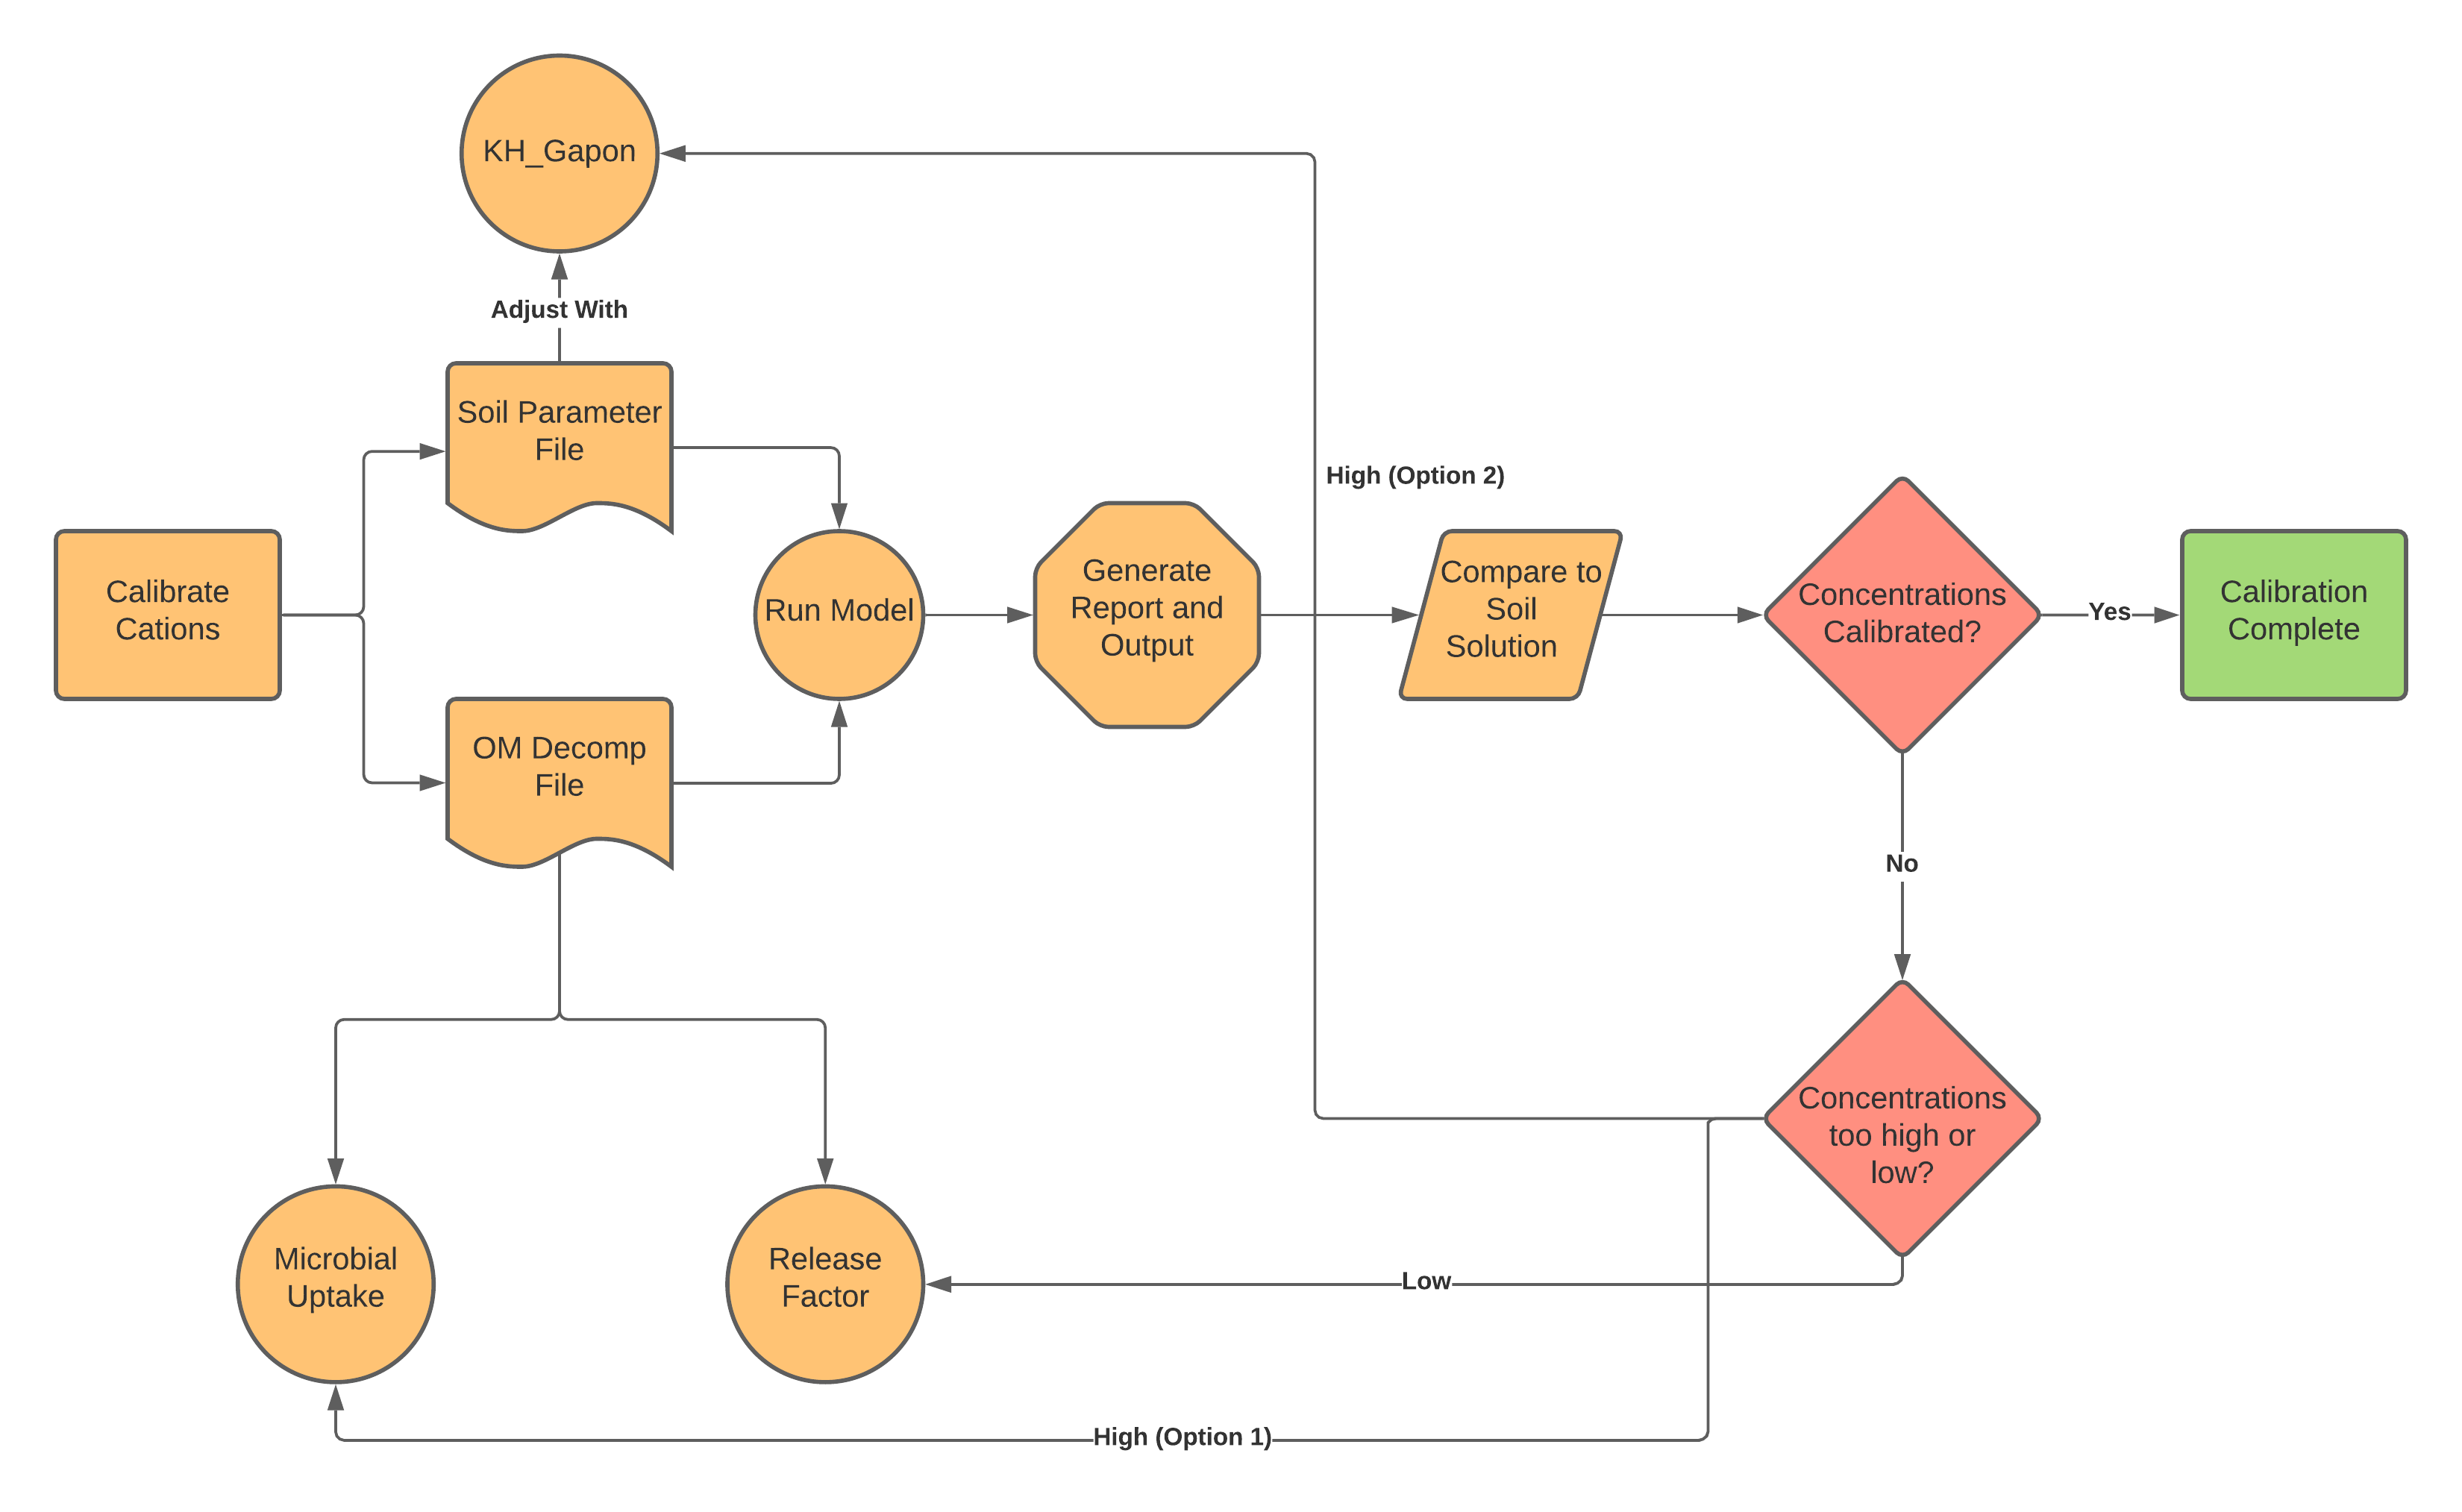 KH_Gapon
Adjust With
Soil Parameter
File
High (Option 2)
Calibrate
Cations
Run Model
Generate
Report and
Output
Compare to
Soil
Solution
Concentrations
Calibrated?
Yes
Calibration
Complete
OM Decomp
File
No
Concentrations
too high or
low?
Microbial
Uptake
Release
Factor
Low
High (Option 1)